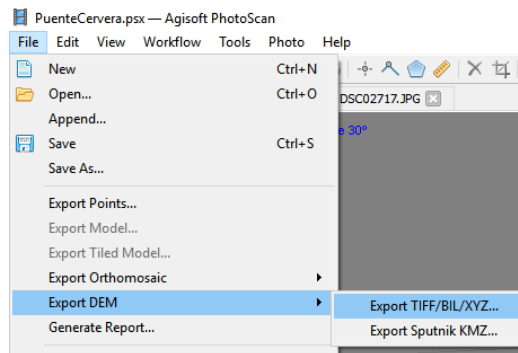 PuenteCervera.psx — Agisoft PhotoScan
File Edit View Workflow Tools Photo Help
New Ctrl+N
Open... Ctrl+O
DSC02717.JPG
Append...
e 30°
Save Ctrl+S
Save As...
Export Points...
Export Model...
Export Tiled Model...
Export Orthomosaic
Export DEM
Export TIFF/BIL/XYZ...
Generate Report...
Export Sputnik KMZ...